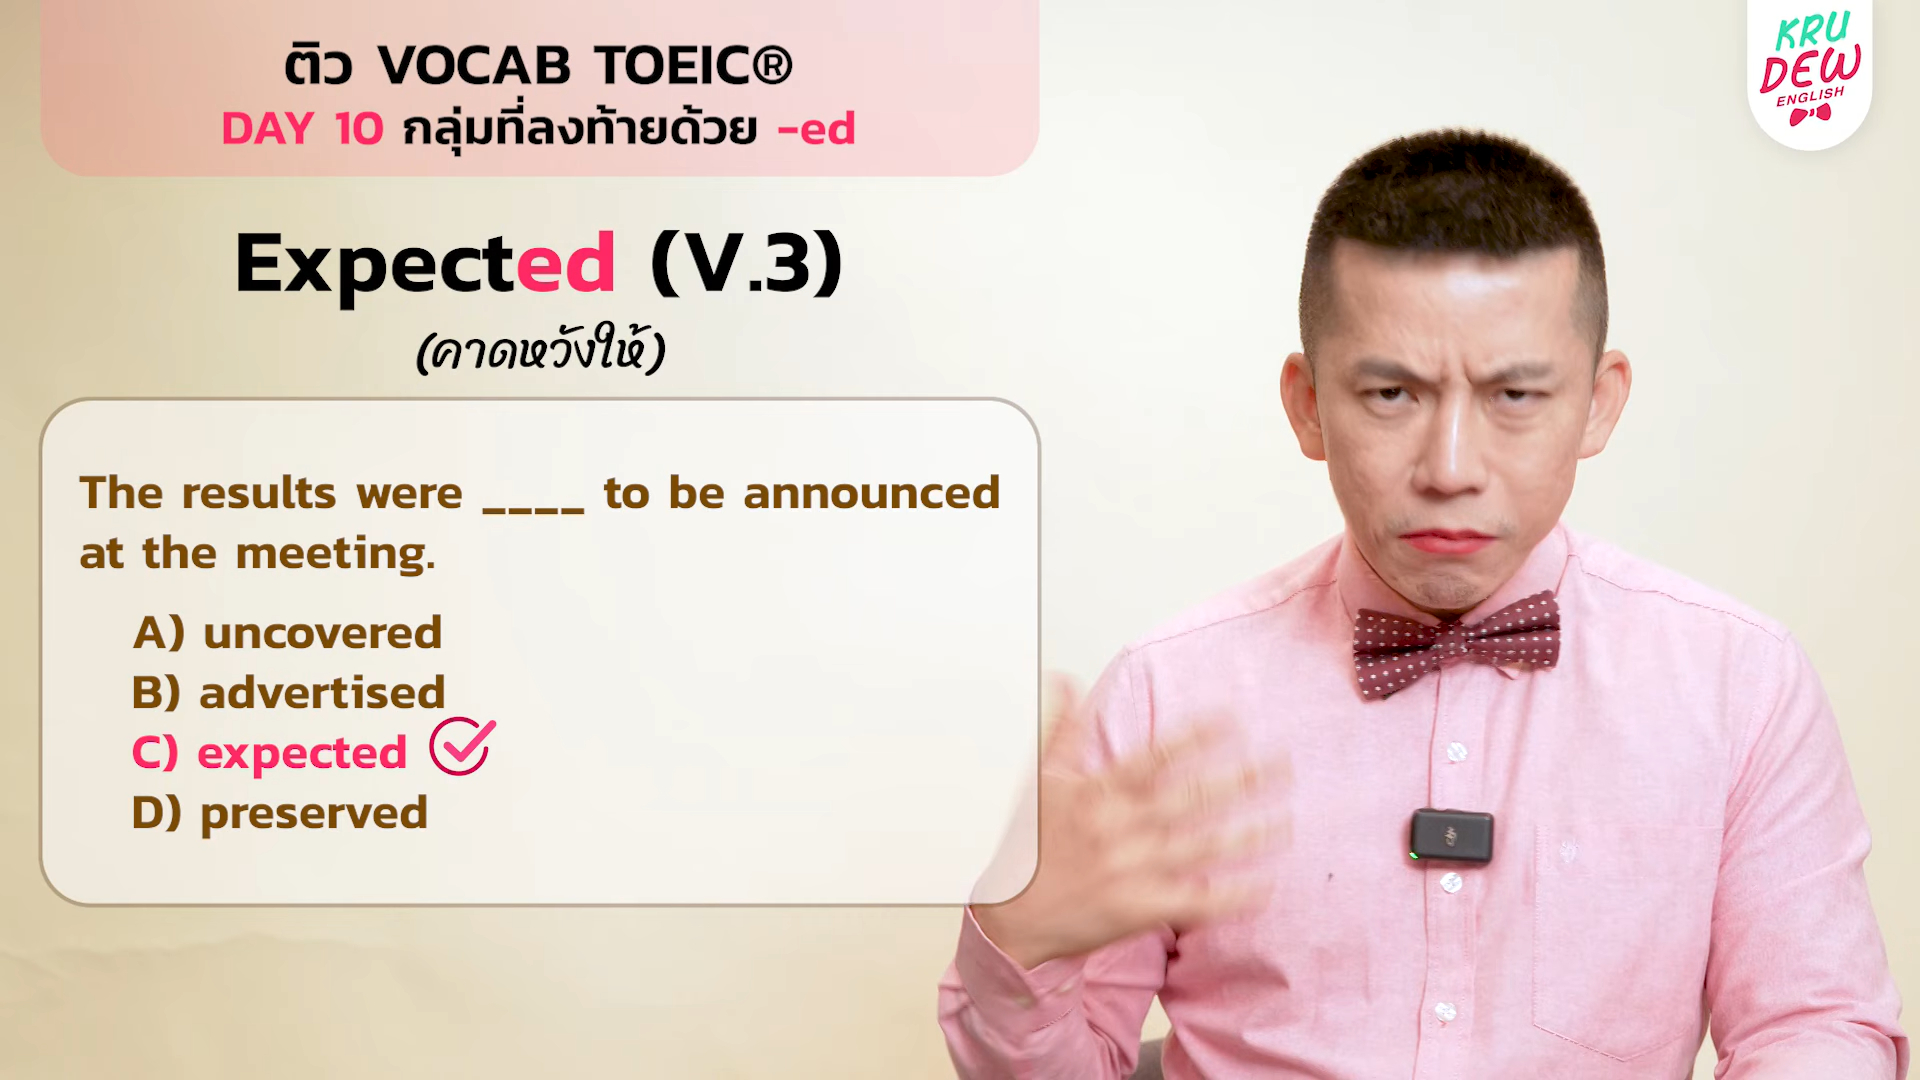 ติว VOCAB TOEIC®
DAY 10 กลุ่มที่ลงท้ายด้วย -ed
KRU
DEW
ENGLISH
Expected (V.3)
(คาดหวังให้)
The results were ____ to be announced
at the meeting.
A) uncovered
B) advertised
C) expected
D) preserved